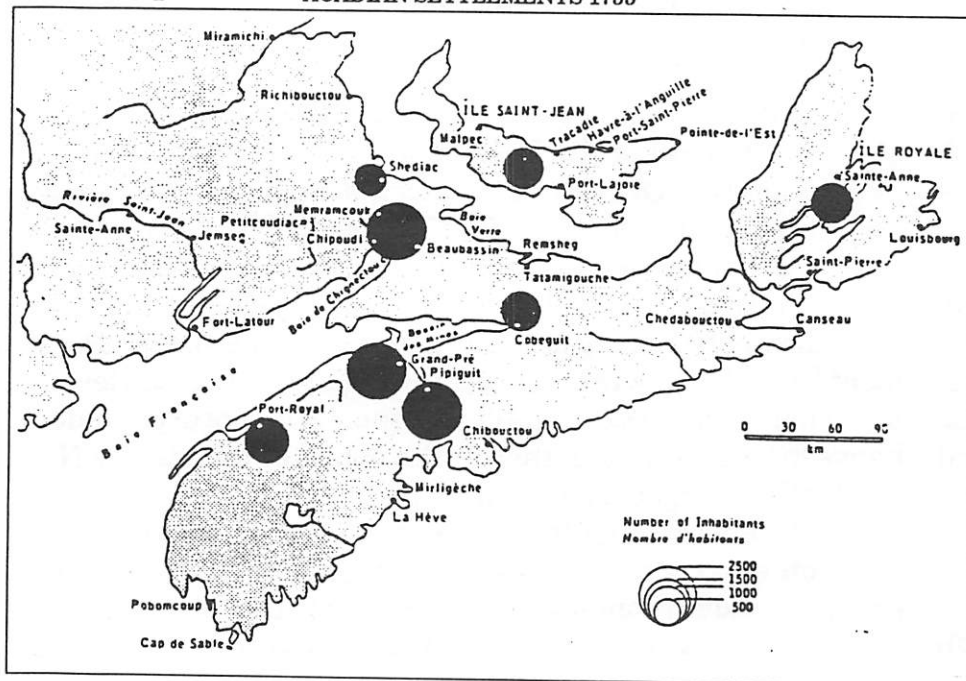 ACADIAN SETTLEMENTS 1755
Miramichi
Richibouctou
ÎLE SAINT-JEAN
Malpec
Tracadie
Havre-à-l'Anguille
Port-Saint-Pierre
Pointe-de-l'Est
ÎLE ROYALE
Sainte-Anne
Shediac
Port-Lajoie
Rivière Saint-Jean
Sainte-Anne
Jemseg
Memramcouk
Petitcoudiac
Chipoudi
Beaubassin
Baie Verte
Remsheg
Tatamigouche
Louisbourg
Saint-Pierre
Fort-Latour
Baie de Chignectou
Chedabouctou
Canseau
Bassin des Mines
Cobeguit
Grand-Pré
Pipiguit
Baie Françoise
Port-Royal
Chibouctou
0 30 60 90
km
Mirligèche
La Hève
Number of Inhabitants
Nombre d'habitants
2500
1500
1000
500
Pobomcoup
Cap de Sable